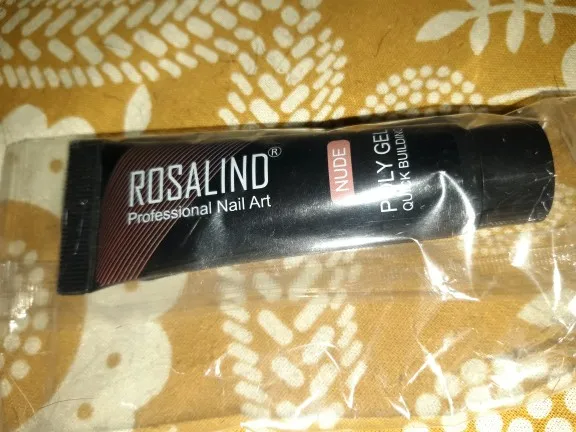 ROSALIND®
Professional Nail Art
NUDE
POLY GEL
QUICK BUILDING